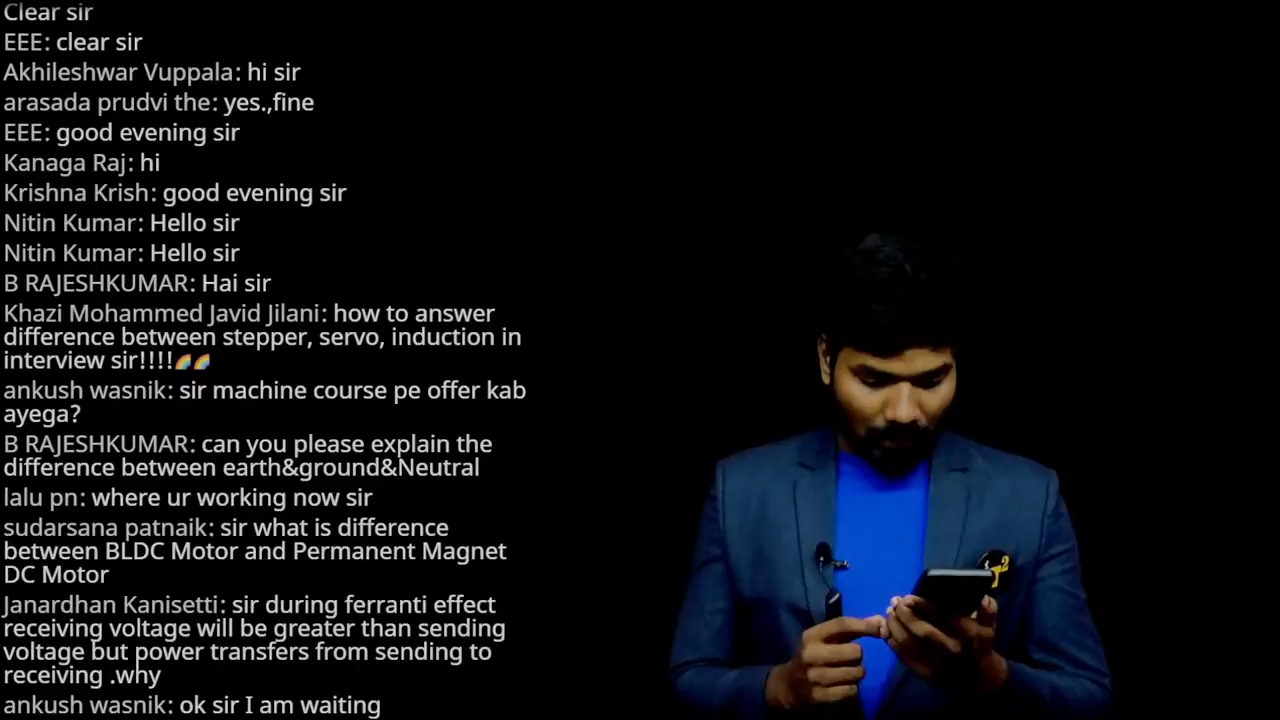 Clear sir
EEE: clear sir
Akhileshwar Vuppala: hi sir
arasada prudvi the: yes.,fine
EEE: good evening sir
Kanaga Raj: hi
Krishna Krish: good evening sir
Nitin Kumar: Hello sir
Nitin Kumar: Hello sir
B RAJESHKUMAR: Hai sir
Khazi Mohammed Javid Jilani: how to answer
difference between stepper, servo, induction in
interview sir!!!!🌈🌈
ankush wasnik: sir machine course pe offer kab
ayega?
B RAJESHKUMAR: can you please explain the
difference between earth&ground&Neutral
lalu pn: where ur working now sir
sudarsana patnaik: sir what is difference
between BLDC Motor and Permanent Magnet
DC Motor
Janardhan Kanisetti: sir during ferranti effect
receiving voltage will be greater than sending
voltage but power transfers from sending to
receiving .why
ankush wasnik: ok sir I am waiting